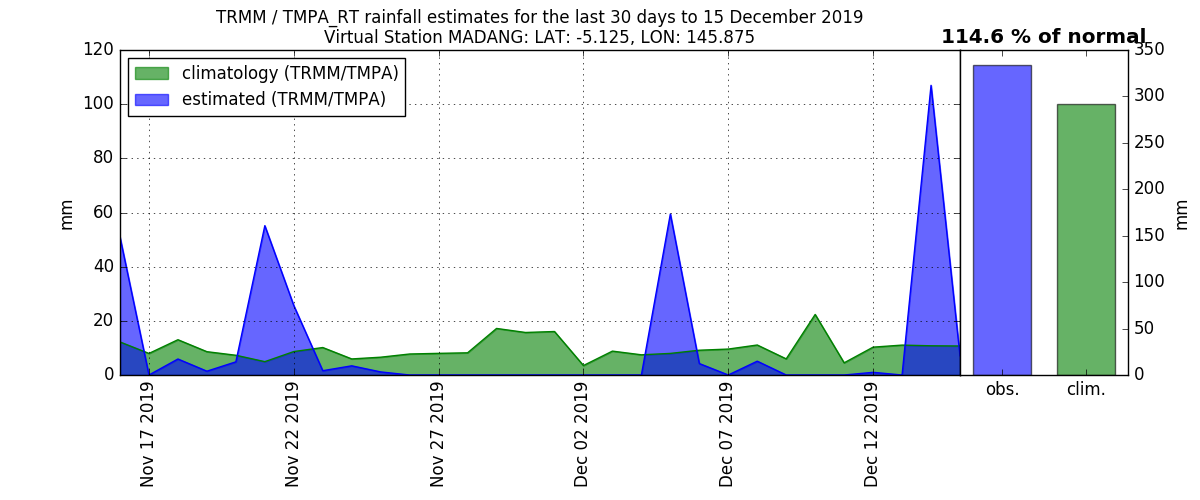 TRMM / TMPA_RT rainfall estimates for the last 30 days to 15 December 2019
Virtual Station MADANG: LAT: -5.125, LON: 145.875
114.6 % of normal
climatology (TRMM/TMPA)
estimated (TRMM/TMPA)
mm
120
100
80
60
40
20
0
Nov 17 2019
Nov 22 2019
Nov 27 2019
Dec 02 2019
Dec 07 2019
Dec 12 2019
obs.
clim.
350
300
250
200
150
100
50
0
mm